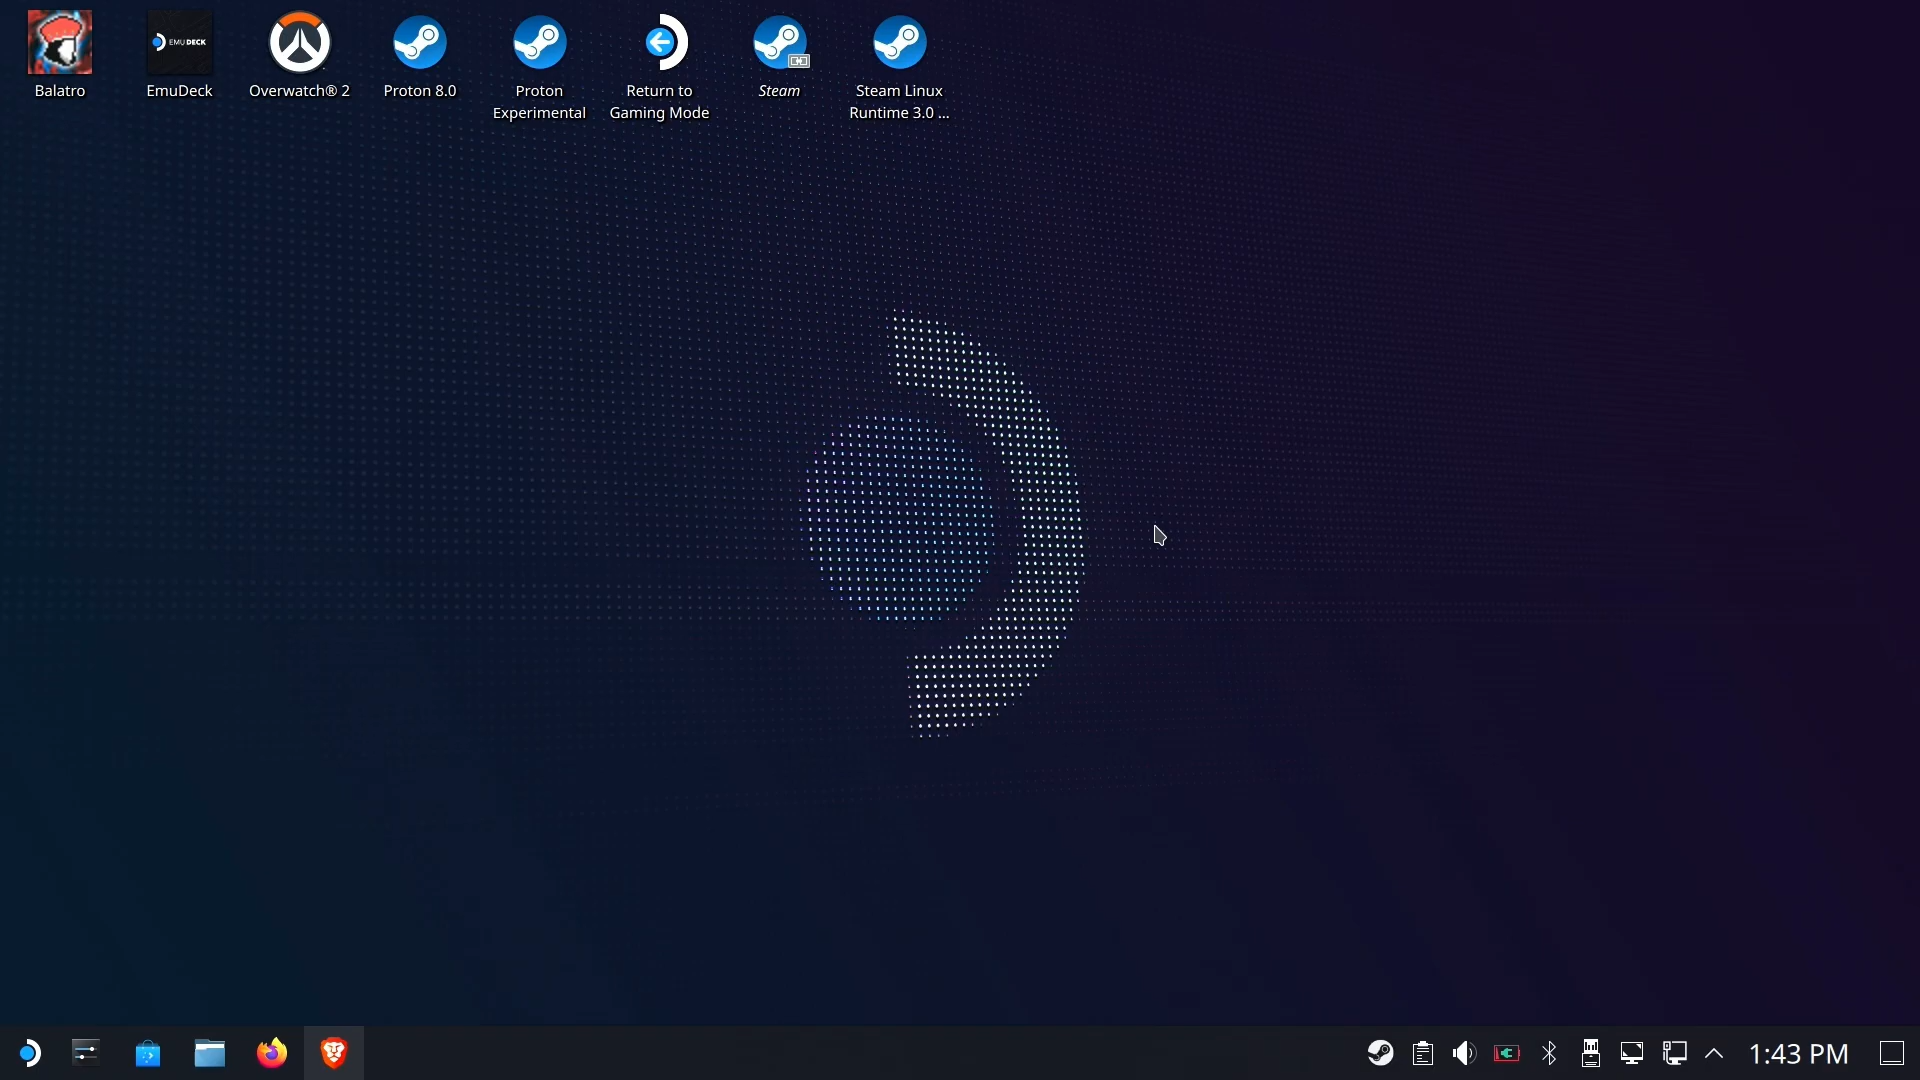 EMUDECK
Balatro
EmuDeck
Overwatch® 2
Proton 8.0
Proton
Experimental
Return to
Gaming Mode
Steam
Steam Linux
Runtime 3.0 ...
1:43 PM